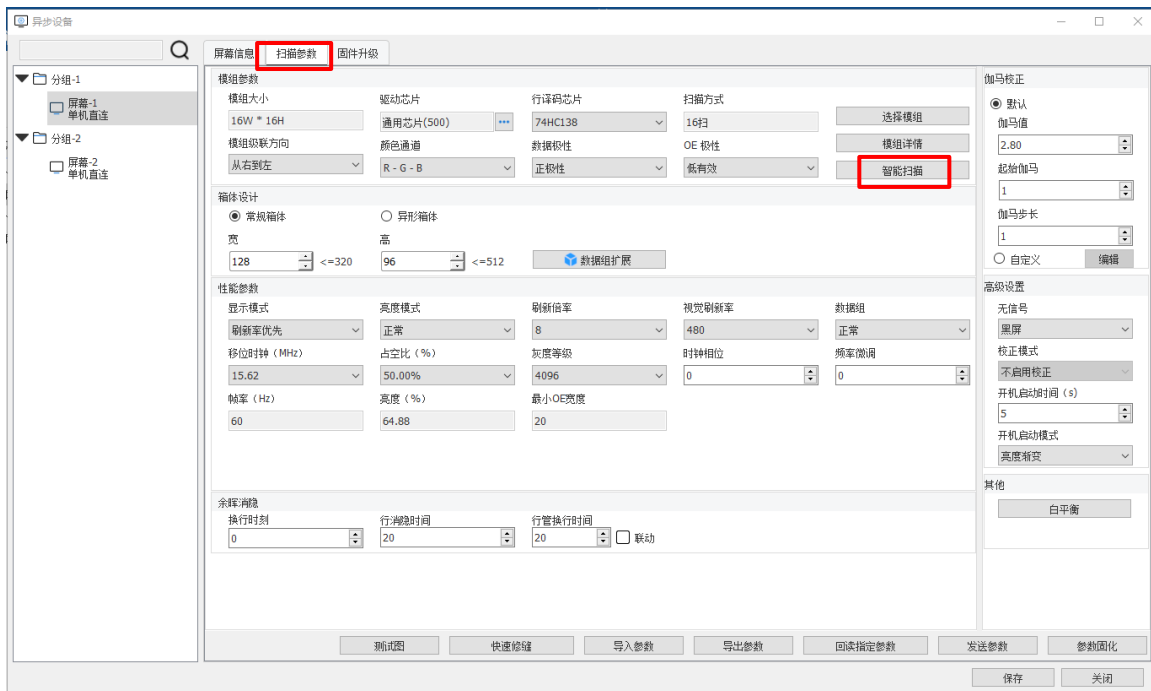 异步设备
屏幕信息 扫描参数 固件升级
分组-1
屏幕-1
单机直连
分组-2
屏幕-2
单机直连
模组参数
模组大小 驱动芯片 行译码芯片 扫描方式
16W * 16H 通用芯片(500) 74HC138 16扫 选择模组
模组级联方向 颜色通道 数据极性 OE 极性 模组详情
从右到左 R - G - B 正极性 低有效 智能扫描
箱体设计
常规箱体 异形箱体
宽 高
128 <=320 96 <=512 数据组扩展
性能参数
显示模式 亮度模式 刷新倍率 视觉刷新率 数据组
刷新率优先 正常 8 480 正常
移位时钟（MHz） 占空比（%） 灰度等级 时钟相位 频率微调
15.62 50.00% 4096 0 0
帧率（Hz） 亮度（%） 最小OE宽度
60 64.88 20
余晖消隐
换行时刻 行消隐时间 行管换行时间
0 20 20 联动
伽马校正
默认
伽马值
2.80
起始伽马
1
伽马步长
1
自定义 编辑
高级设置
无信号
黑屏
校正模式
不启用校正
开机启动时间（s）
5
开机启动模式
亮度渐变
其他
白平衡
测试图 快速修缝 导入参数 导出参数 回读指定参数 发送参数 参数固化
保存 关闭